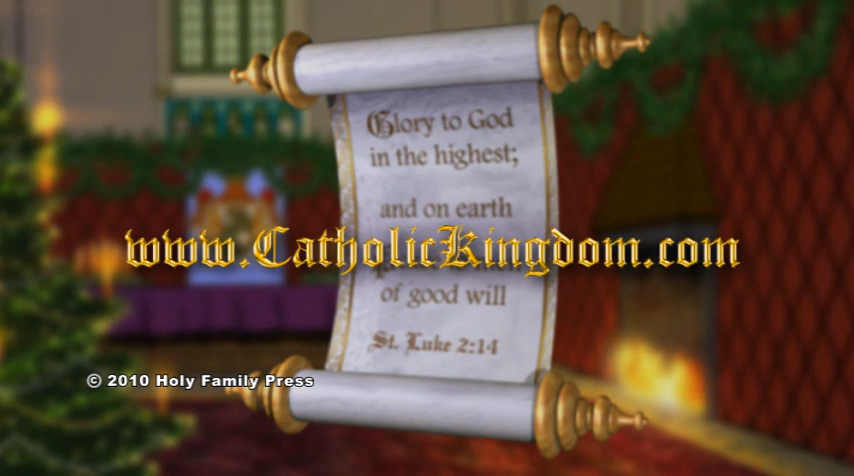 Glory to God
in the highest;
and on earth
www.CatholicKingdom.com
of good will
St. Luke 2:14
© 2010 Holy Family Press